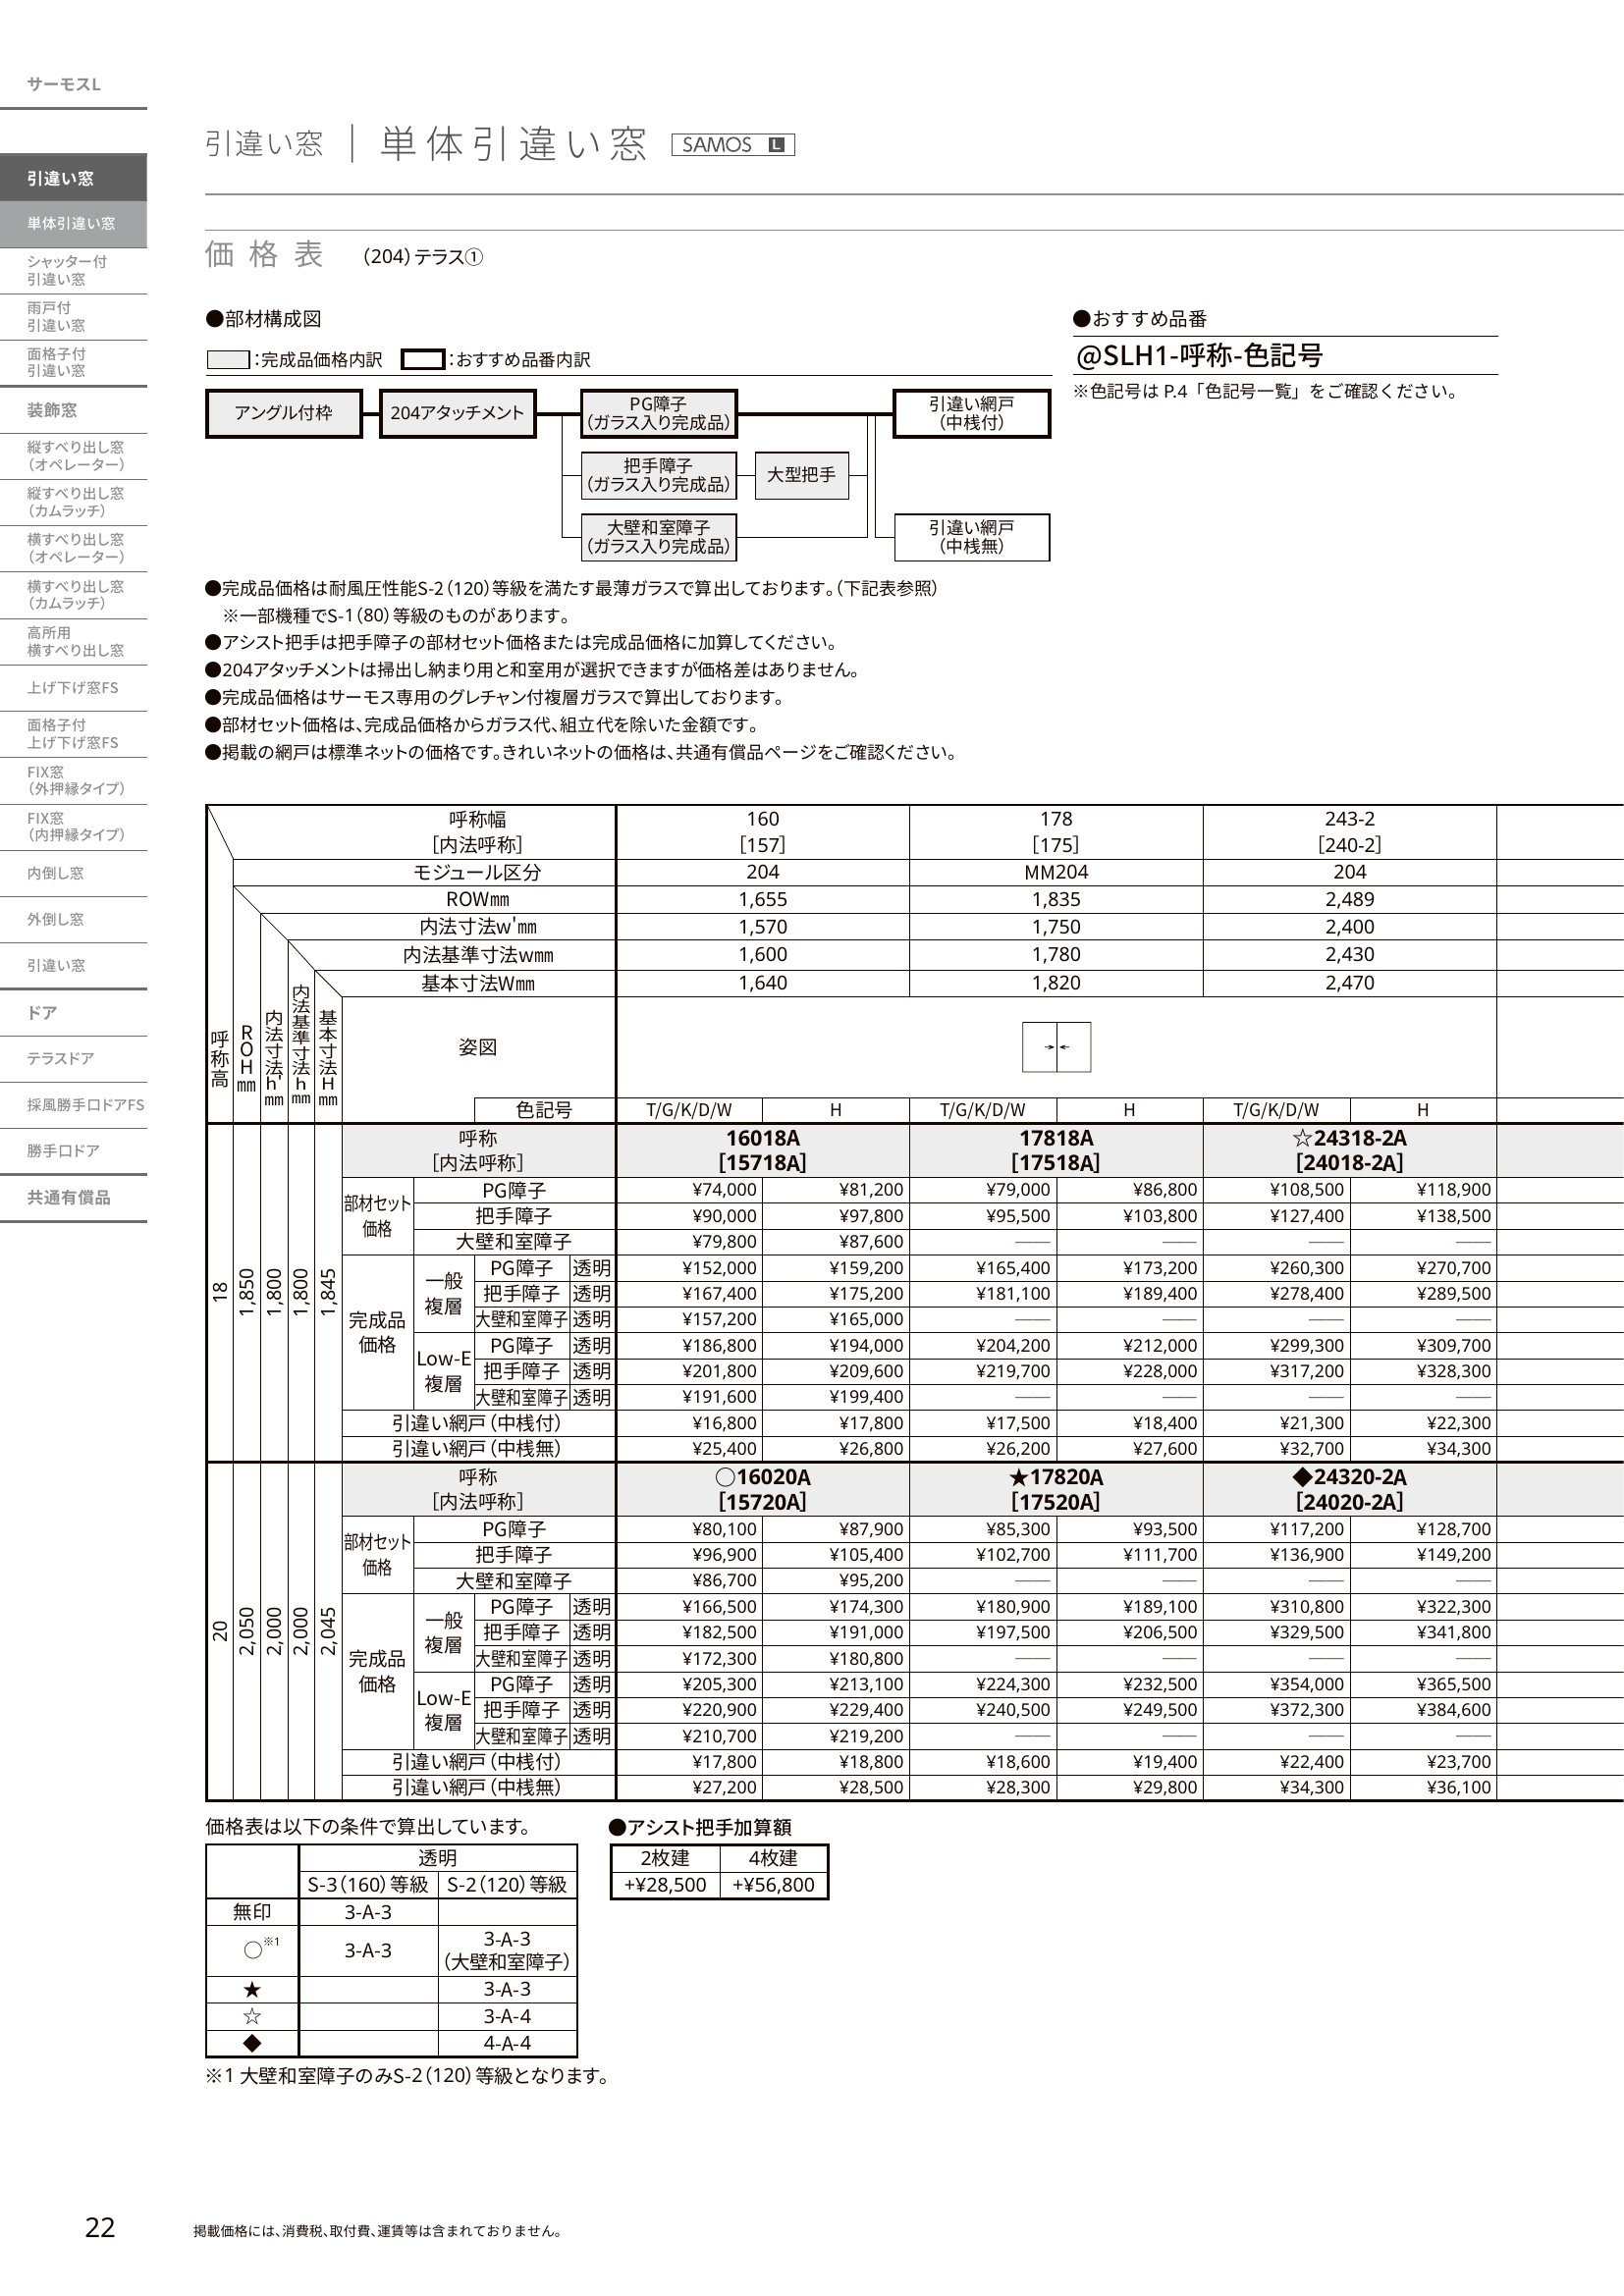 サーモスL
引違い窓
単体引違い窓
シャッター付
引違い窓
雨戸付
引違い窓
面格子付
引違い窓
装飾窓
縦すべり出し窓
（オペレーター）
縦すべり出し窓
（カムラッチ）
横すべり出し窓
（オペレーター）
横すべり出し窓
（カムラッチ）
高所用
横すべり出し窓
上げ下げ窓FS
面格子付
上げ下げ窓FS
FIX窓
（外押縁タイプ）
FIX窓
（内押縁タイプ）
内倒し窓
外倒し窓
引違い窓
ドア
テラスドア
採風勝手口ドアFS
勝手口ドア
共通有償品
引違い窓｜単体引違い窓 SAMOS L
価格表 （204）テラス①
●部材構成図
：完成品価格内訳 ：おすすめ品番内訳
アングル付枠 204アタッチメント
PG障子
（ガラス入り完成品）
引違い網戸
（中桟付）
把手障子
（ガラス入り完成品）
大型把手
大壁和室障子
（ガラス入り完成品）
引違い網戸
（中桟無）
●おすすめ品番
@SLH1-呼称-色記号
※色記号は P.4「色記号一覧」をご確認ください。
●完成品価格は耐風圧性能S-2（120）等級を満たす最薄ガラスで算出しております。（下記表参照）
※一部機種でS-1（80）等級のものがあります。
●アシスト把手は把手障子の部材セット価格または完成品価格に加算してください。
●204アタッチメントは掃出し納まり用と和室用が選択できますが価格差はありません。
●完成品価格はサーモス専用のグレチャン付複層ガラスで算出しております。
●部材セット価格は、完成品価格からガラス代、組立代を除いた金額です。
●掲載の網戸は標準ネットの価格です。きれいネットの価格は、共通有償品ページをご確認ください。
呼称幅 160 178 243-2
［内法呼称］ ［157］ ［175］ ［240-2］
モジュール区分 204 MM204 204
ROWmm 1,655 1,835 2,489
内法寸法w'mm 1,570 1,750 2,400
内法基準寸法wmm 1,600 1,780 2,430
基本寸法Wmm 1,640 1,820 2,470
呼称高 ROHmm 内法寸法h'mm 内法基準寸法hmm 基本寸法Hmm 姿図
色記号 T/G/K/D/W H T/G/K/D/W H T/G/K/D/W H
18 1,850 1,800 1,800 1,845
呼称 16018A 17818A ☆24318-2A
［内法呼称］ ［15718A］ ［17518A］ ［24018-2A］
部材セット価格 PG障子 ¥74,000 ¥81,200 ¥79,000 ¥86,800 ¥108,500 ¥118,900
把手障子 ¥90,000 ¥97,800 ¥95,500 ¥103,800 ¥127,400 ¥138,500
大壁和室障子 ¥79,800 ¥87,600 —— —— —— ——
完成品価格 一般複層 PG障子 透明 ¥152,000 ¥159,200 ¥165,400 ¥173,200 ¥260,300 ¥270,700
把手障子 透明 ¥167,400 ¥175,200 ¥181,100 ¥189,400 ¥278,400 ¥289,500
大壁和室障子 透明 ¥157,200 ¥165,000 —— —— —— ——
Low-E複層 PG障子 透明 ¥186,800 ¥194,000 ¥204,200 ¥212,000 ¥299,300 ¥309,700
把手障子 透明 ¥201,800 ¥209,600 ¥219,700 ¥228,000 ¥317,200 ¥328,300
大壁和室障子 透明 ¥191,600 ¥199,400 —— —— —— ——
引違い網戸（中桟付） ¥16,800 ¥17,800 ¥17,500 ¥18,400 ¥21,300 ¥22,300
引違い網戸（中桟無） ¥25,400 ¥26,800 ¥26,200 ¥27,600 ¥32,700 ¥34,300
20 2,050 2,000 2,000 2,045
呼称 ○16020A ★17820A ◆24320-2A
［内法呼称］ ［15720A］ ［17520A］ ［24020-2A］
部材セット価格 PG障子 ¥80,100 ¥87,900 ¥85,300 ¥93,500 ¥117,200 ¥128,700
把手障子 ¥96,900 ¥105,400 ¥102,700 ¥111,700 ¥136,900 ¥149,200
大壁和室障子 ¥86,700 ¥95,200 —— —— —— ——
完成品価格 一般複層 PG障子 透明 ¥166,500 ¥174,300 ¥180,900 ¥189,100 ¥310,800 ¥322,300
把手障子 透明 ¥182,500 ¥191,000 ¥197,500 ¥206,500 ¥329,500 ¥341,800
大壁和室障子 透明 ¥172,300 ¥180,800 —— —— —— ——
Low-E複層 PG障子 透明 ¥205,300 ¥213,100 ¥224,300 ¥232,500 ¥354,000 ¥365,500
把手障子 透明 ¥220,900 ¥229,400 ¥240,500 ¥249,500 ¥372,300 ¥384,600
大壁和室障子 透明 ¥210,700 ¥219,200 —— —— —— ——
引違い網戸（中桟付） ¥17,800 ¥18,800 ¥18,600 ¥19,400 ¥22,400 ¥23,700
引違い網戸（中桟無） ¥27,200 ¥28,500 ¥28,300 ¥29,800 ¥34,300 ¥36,100
価格表は以下の条件で算出しています。
透明
S-3（160）等級 S-2（120）等級
無印 3-A-3
○※1 3-A-3 3-A-3
（大壁和室障子）
★ 3-A-3
☆ 3-A-4
◆ 4-A-4
※1 大壁和室障子のみS-2（120）等級となります。
●アシスト把手加算額
2枚建 4枚建
+¥28,500 +¥56,800
22
掲載価格には、消費税、取付費、運賃等は含まれておりません。